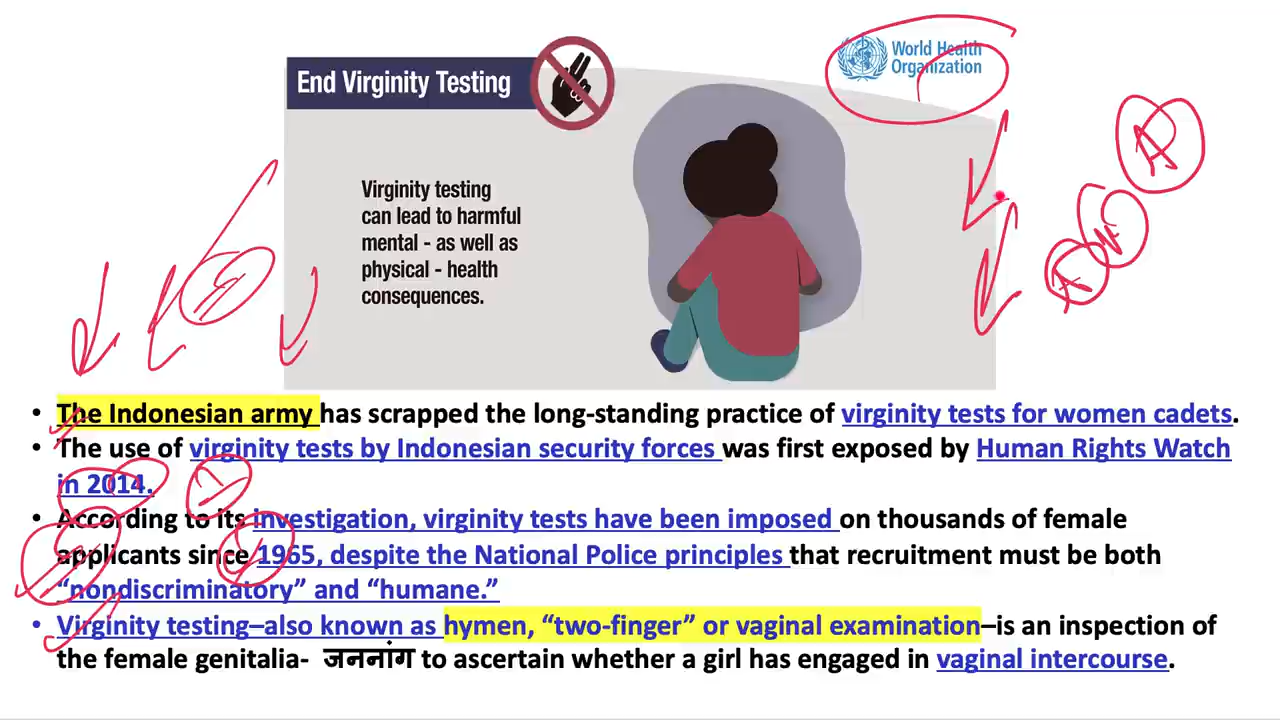 World Health
Organization
End Virginity Testing
Virginity testing
can lead to harmful
mental - as well as
physical - health
consequences.
• The Indonesian army has scrapped the long-standing practice of virginity tests for women cadets.
• The use of virginity tests by Indonesian security forces was first exposed by Human Rights Watch
in 2014.
• According to its investigation, virginity tests have been imposed on thousands of female
applicants since 1965, despite the National Police principles that recruitment must be both
“nondiscriminatory” and “humane.”
• Virginity testing–also known as hymen, “two-finger” or vaginal examination–is an inspection of
the female genitalia- जननांग to ascertain whether a girl has engaged in vaginal intercourse.